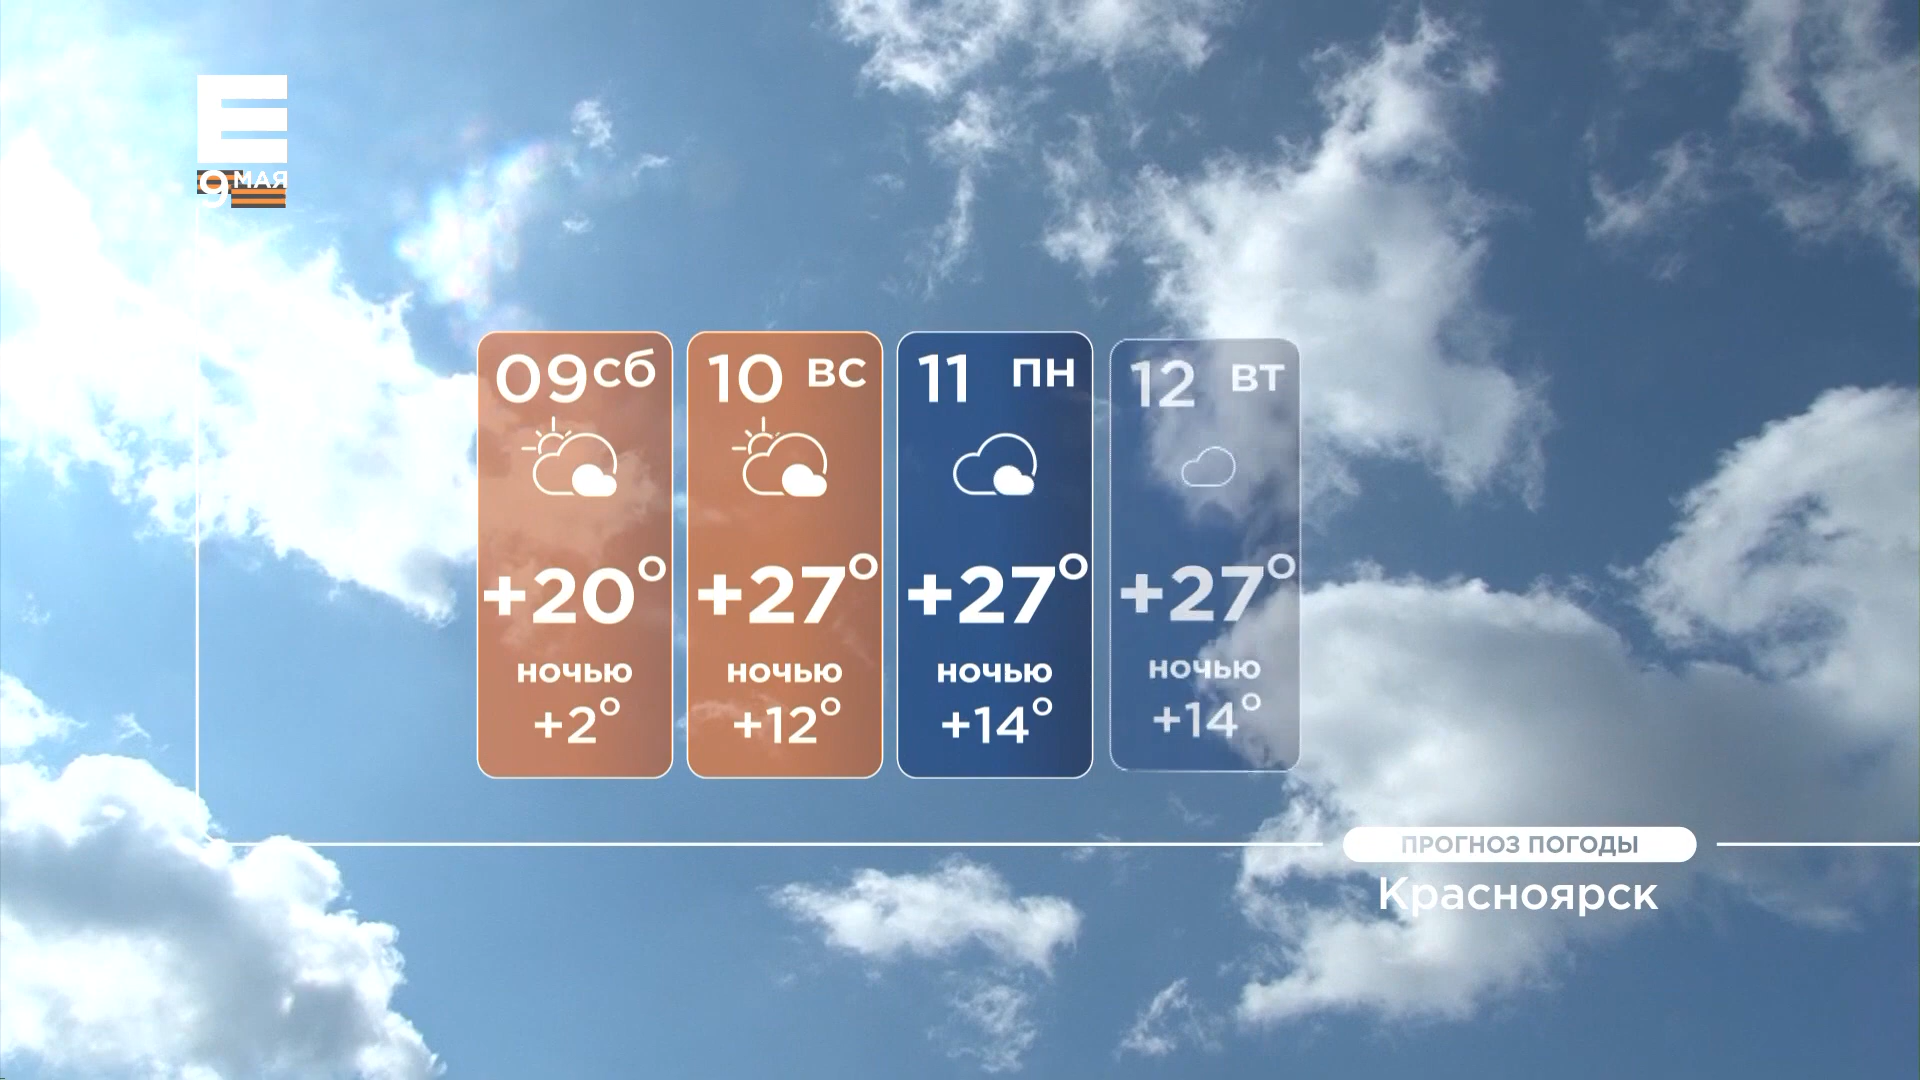 Е
9 МАЯ
09 сб
+20°
ночью
+2°
10 вс
+27°
ночью
+12°
11 пн
+27°
ночью
+14°
12 вт
+27°
ночью
+14°
ПРОГНОЗ ПОГОДЫ
Красноярск